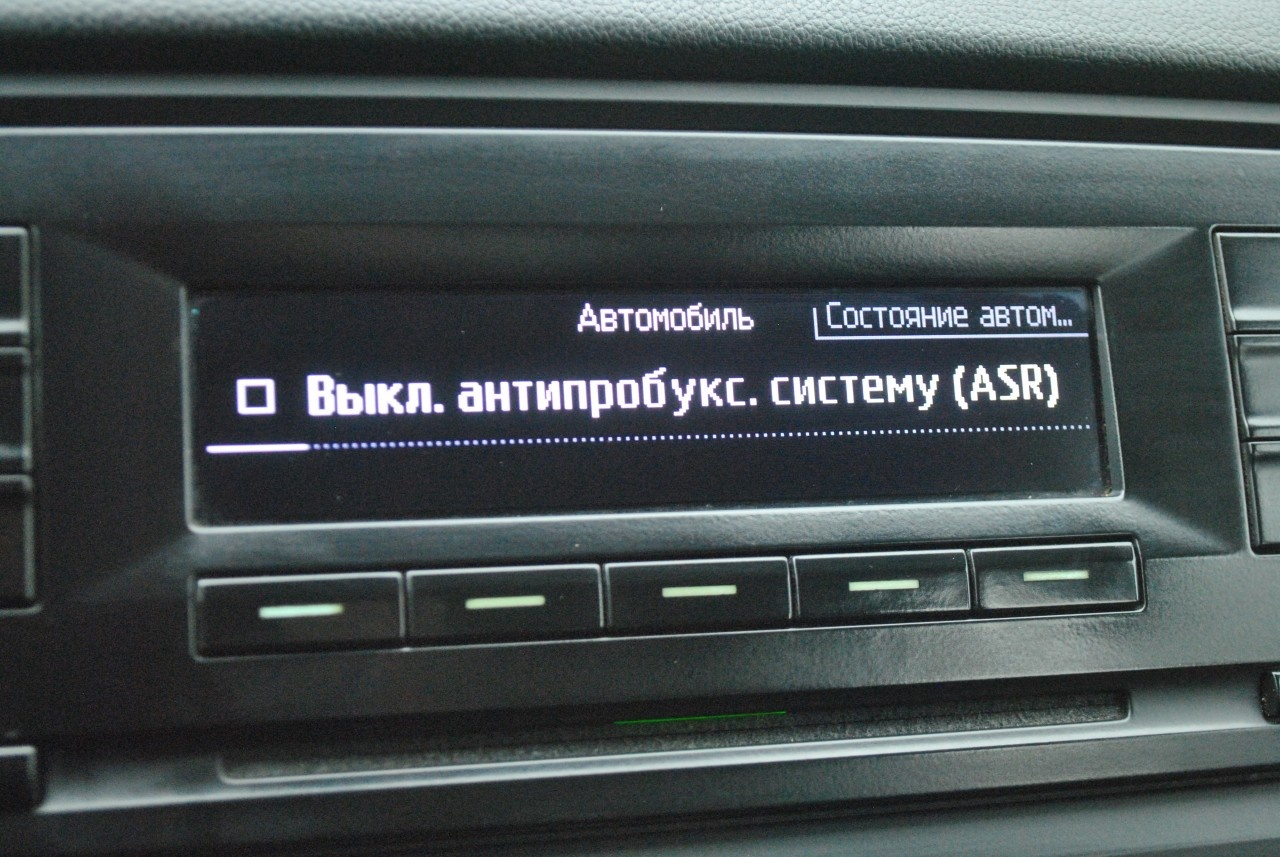 Автомобиль Состояние автом...
Выкл. антипробукс. систему (ASR)